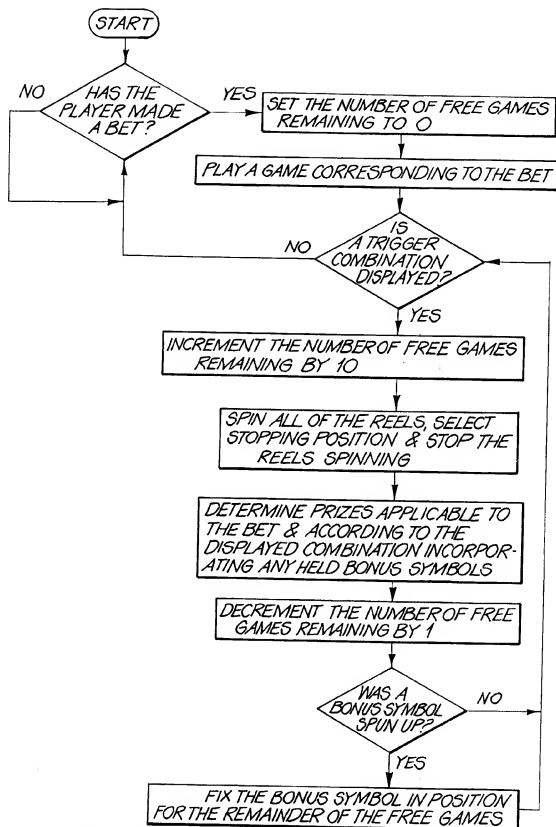 START
HAS THE
PLAYER MADE
A BET?
NO
YES
SET THE NUMBER OF FREE GAMES
REMAINING TO 0
PLAY A GAME CORRESPONDING TO THE BET
IS
A TRIGGER
COMBINATION
DISPLAYED?
NO
YES
INCREMENT THE NUMBER OF FREE GAMES
REMAINING BY 10
SPIN ALL OF THE REELS, SELECT
STOPPING POSITION & STOP THE
REELS SPINNING
DETERMINE PRIZES APPLICABLE TO
THE BET & ACCORDING TO THE
DISPLAYED COMBINATION INCORPOR-
ATING ANY HELD BONUS SYMBOLS
DECREMENT THE NUMBER OF FREE
GAMES REMAINING BY 1
WAS A
BONUS SYMBOL
SPUN UP?
NO
YES
FIX THE BONUS SYMBOL IN POSITION
FOR THE REMAINDER OF THE FREE GAMES